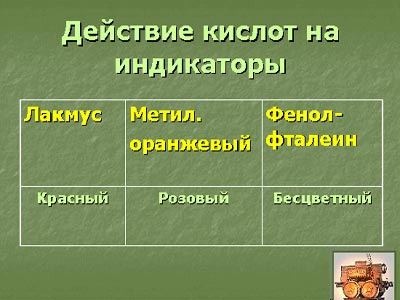 Действие кислот на
индикаторы
Лакмус
Метил.
оранжевый
Фенол-
фталеин
Красный
Розовый
Бесцветный